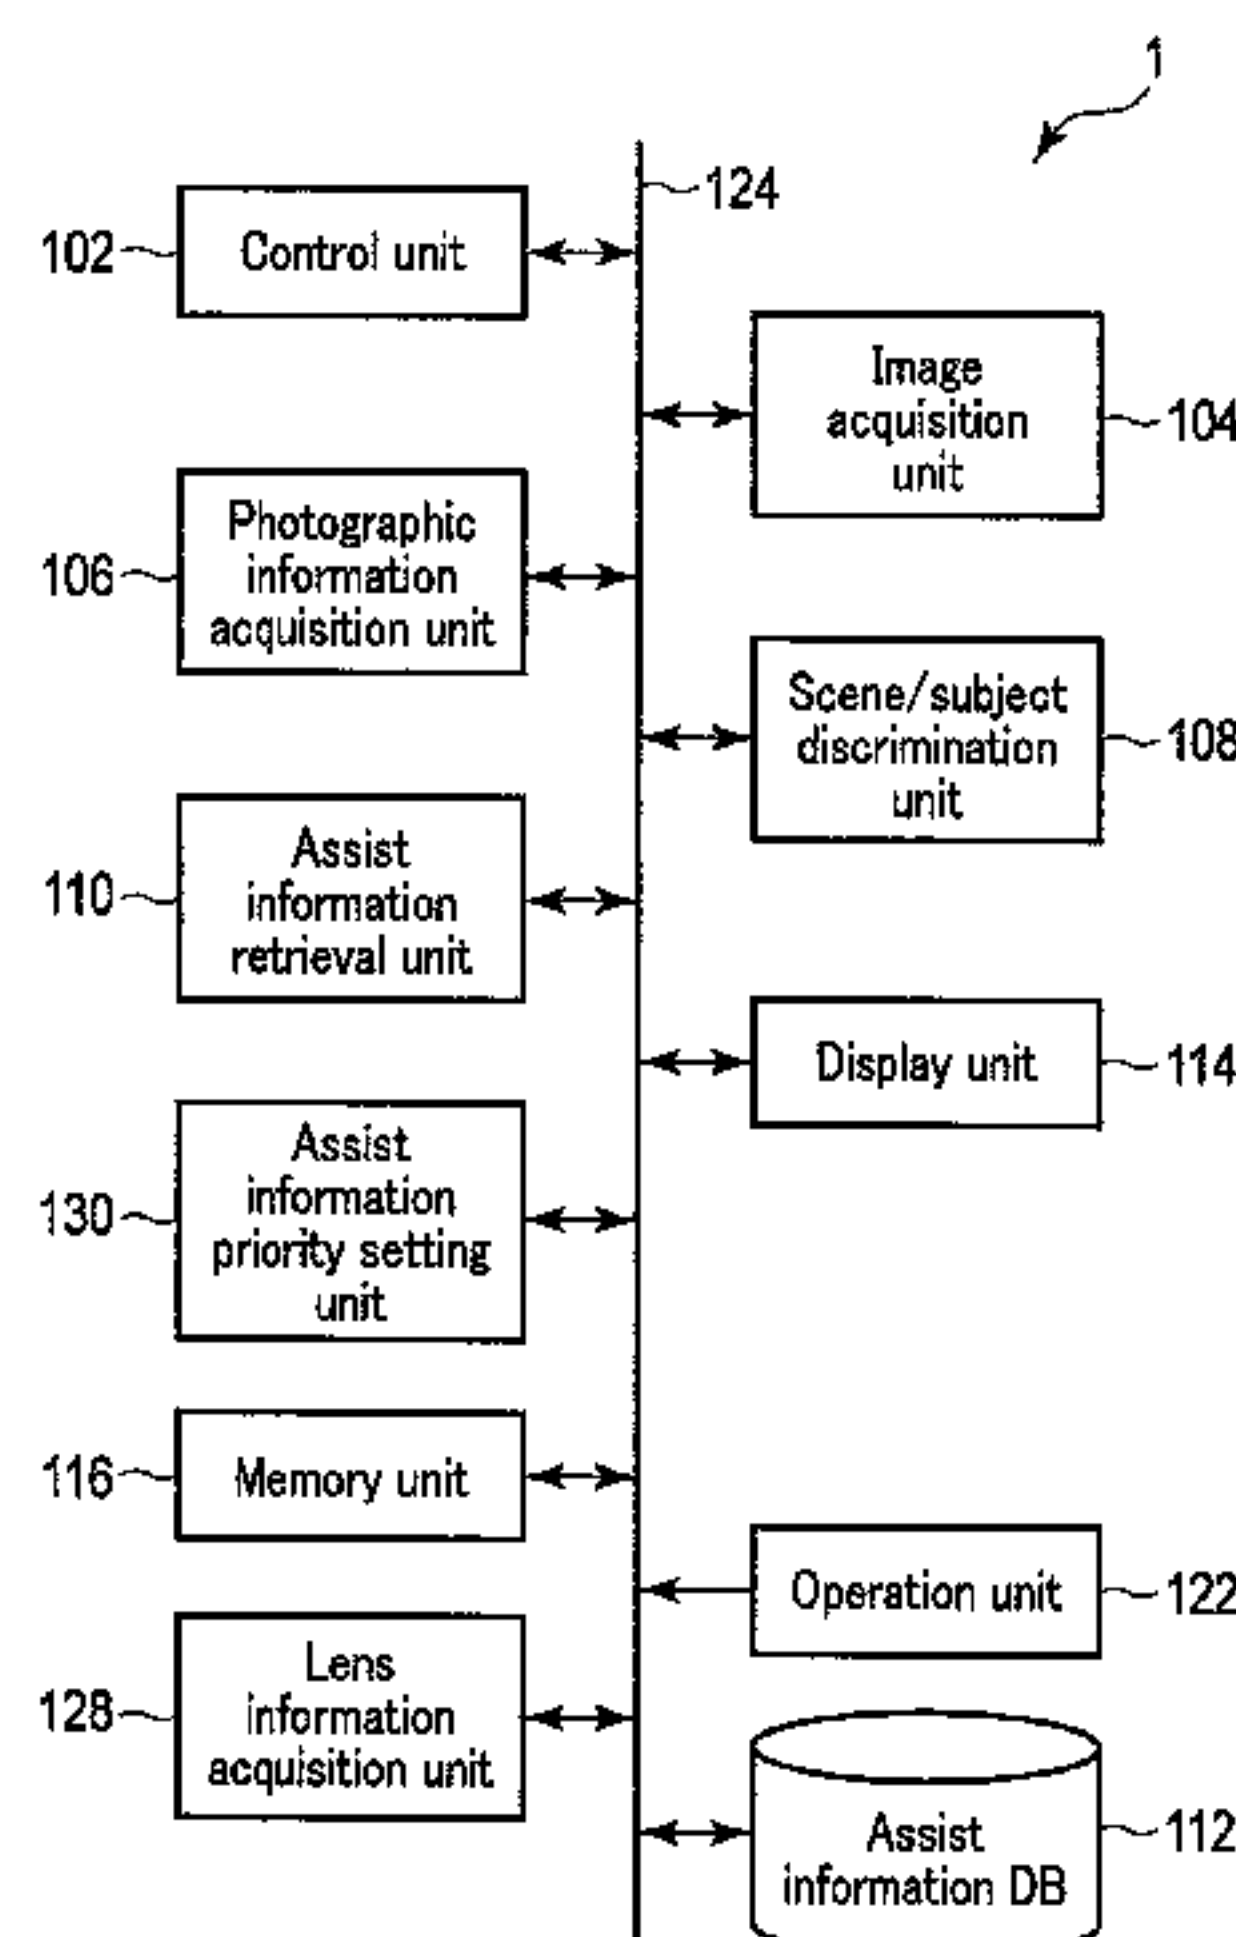 1
124
102
Control unit
Image
acquisition
unit
104
106
Photographic
information
acquisition unit
Scene/subject
discrimination
unit
108
110
Assist
information
retrieval unit
Display unit
114
130
Assist
information
priority setting
unit
116
Memory unit
Operation unit
122
128
Lens
information
acquisition unit
Assist
information DB
112